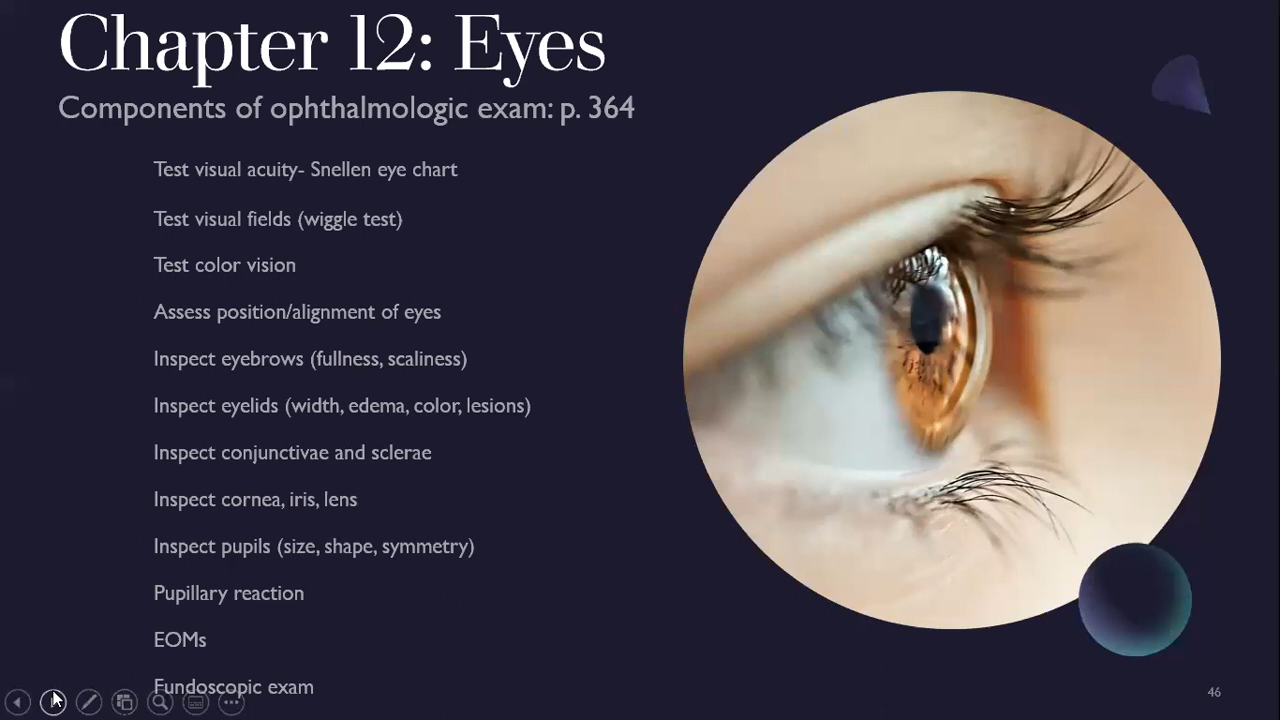 Chapter 12: Eyes
Components of ophthalmologic exam: p. 364
Test visual acuity- Snellen eye chart
Test visual fields (wiggle test)
Test color vision
Assess position/alignment of eyes
Inspect eyebrows (fullness, scaliness)
Inspect eyelids (width, edema, color, lesions)
Inspect conjunctivae and sclerae
Inspect cornea, iris, lens
Inspect pupils (size, shape, symmetry)
Pupillary reaction
EOMs
Fundoscopic exam
46